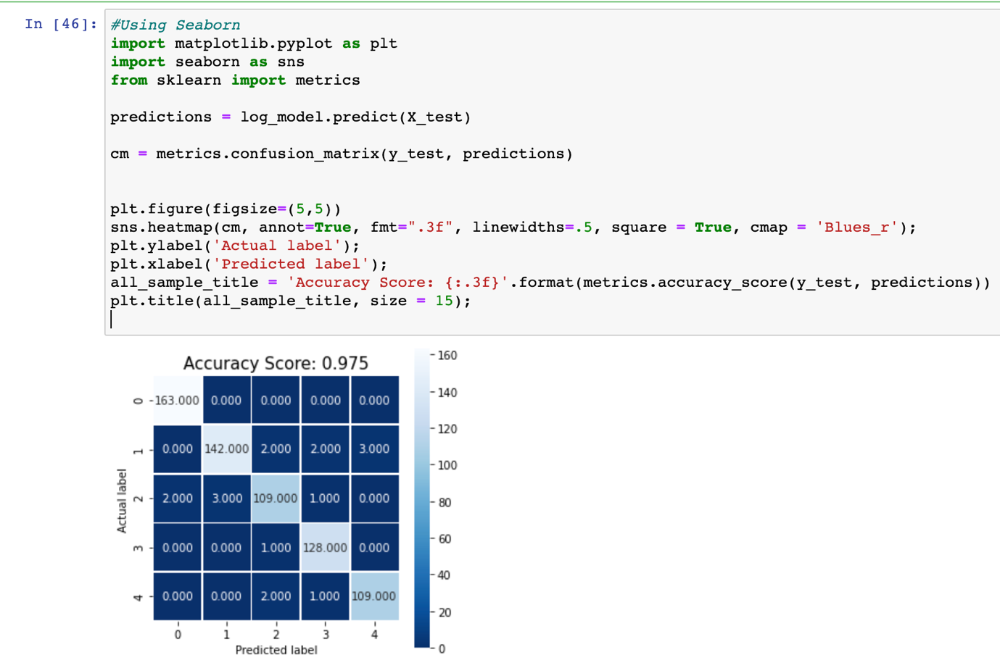 In [46]:
#Using Seaborn
import matplotlib.pyplot as plt
import seaborn as sns
from sklearn import metrics
predictions = log_model.predict(X_test)
cm = metrics.confusion_matrix(y_test, predictions)
plt.figure(figsize=(5,5))
sns.heatmap(cm, annot=True, fmt=".3f", linewidths=.5, square = True, cmap = 'Blues_r');
plt.ylabel('Actual label');
plt.xlabel('Predicted label');
all_sample_title = 'Accuracy Score: {:.3f}'.format(metrics.accuracy_score(y_test, predictions))
plt.title(all_sample_title, size = 15);
Accuracy Score: 0.975
0 163.000 0.000 0.000 0.000 0.000
1 0.000 142.000 2.000 2.000 3.000
2 2.000 3.000 109.000 1.000 0.000
3 0.000 0.000 1.000 128.000 0.000
4 0.000 0.000 2.000 1.000 109.000
0 1 2 3 4
Predicted label
Actual label
160
140
120
100
80
60
40
20
0